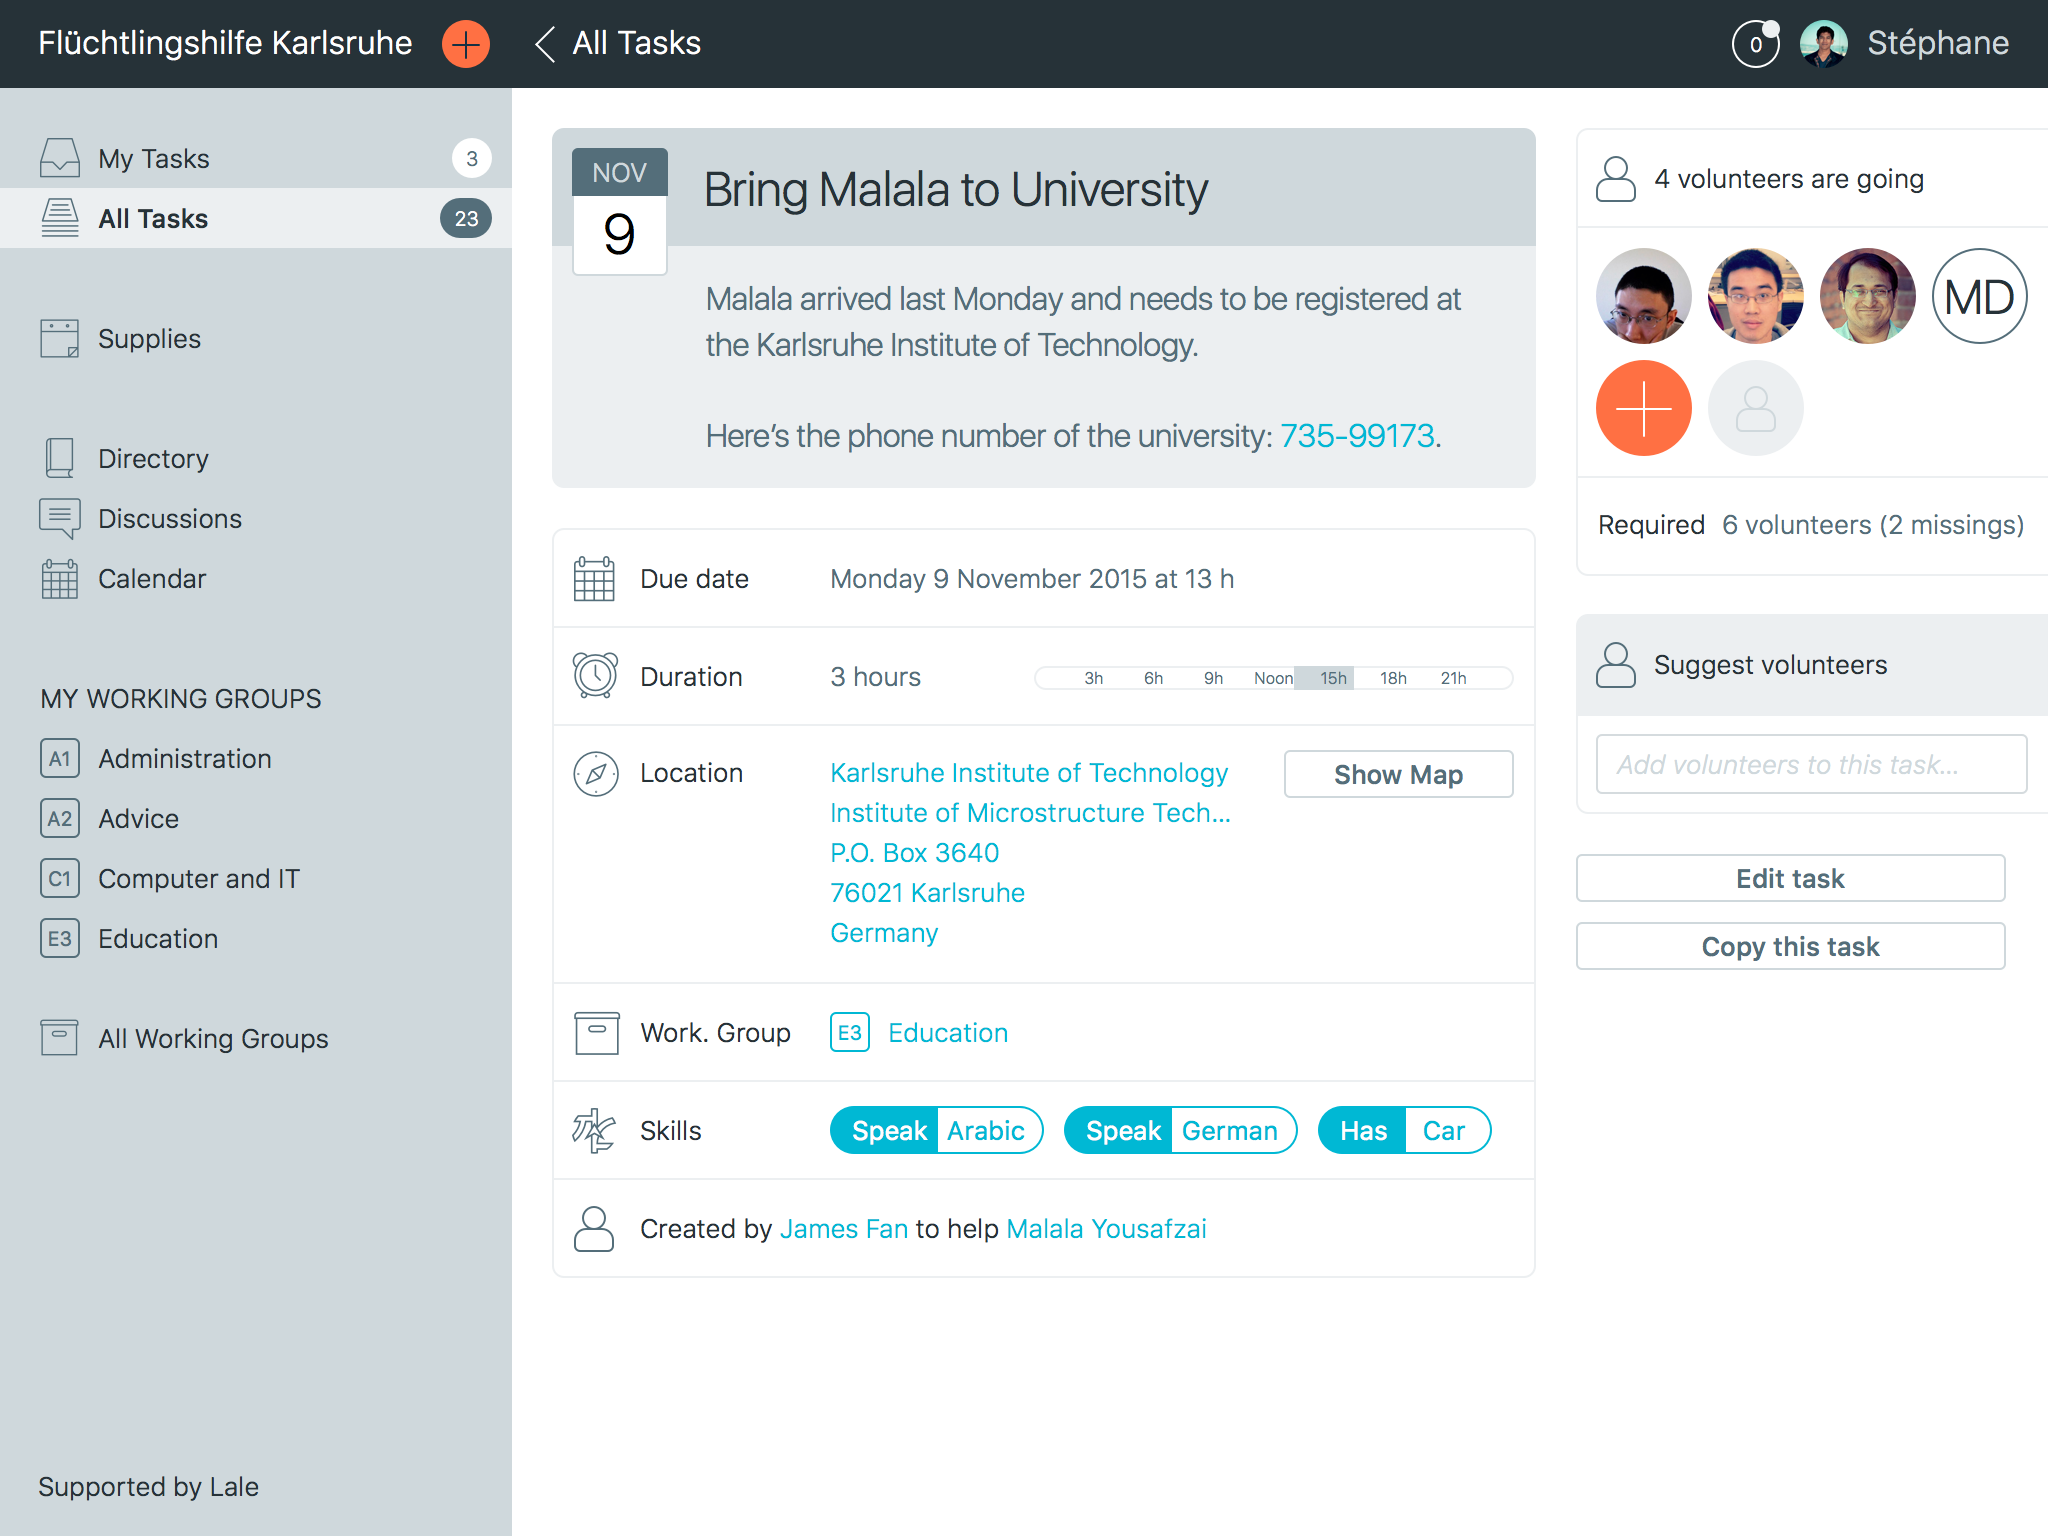 Flüchtlingshilfe Karlsruhe
All Tasks
0
Stéphane
My Tasks
3
All Tasks
23
Supplies
Directory
Discussions
Calendar
MY WORKING GROUPS
A1 Administration
A2 Advice
C1 Computer and IT
E3 Education
All Working Groups
Supported by Lale
NOV
9
Bring Malala to University
Malala arrived last Monday and needs to be registered at
the Karlsruhe Institute of Technology.
Here’s the phone number of the university: 735-99173.
Due date Monday 9 November 2015 at 13 h
Duration 3 hours
3h 6h 9h Noon 15h 18h 21h
Location
Karlsruhe Institute of Technology
Institute of Microstructure Tech...
P.O. Box 3640
76021 Karlsruhe
Germany
Show Map
Work. Group E3 Education
Skills Speak Arabic Speak German Has Car
Created by James Fan to help Malala Yousafzai
4 volunteers are going
MD
Required 6 volunteers (2 missings)
Suggest volunteers
Add volunteers to this task...
Edit task
Copy this task